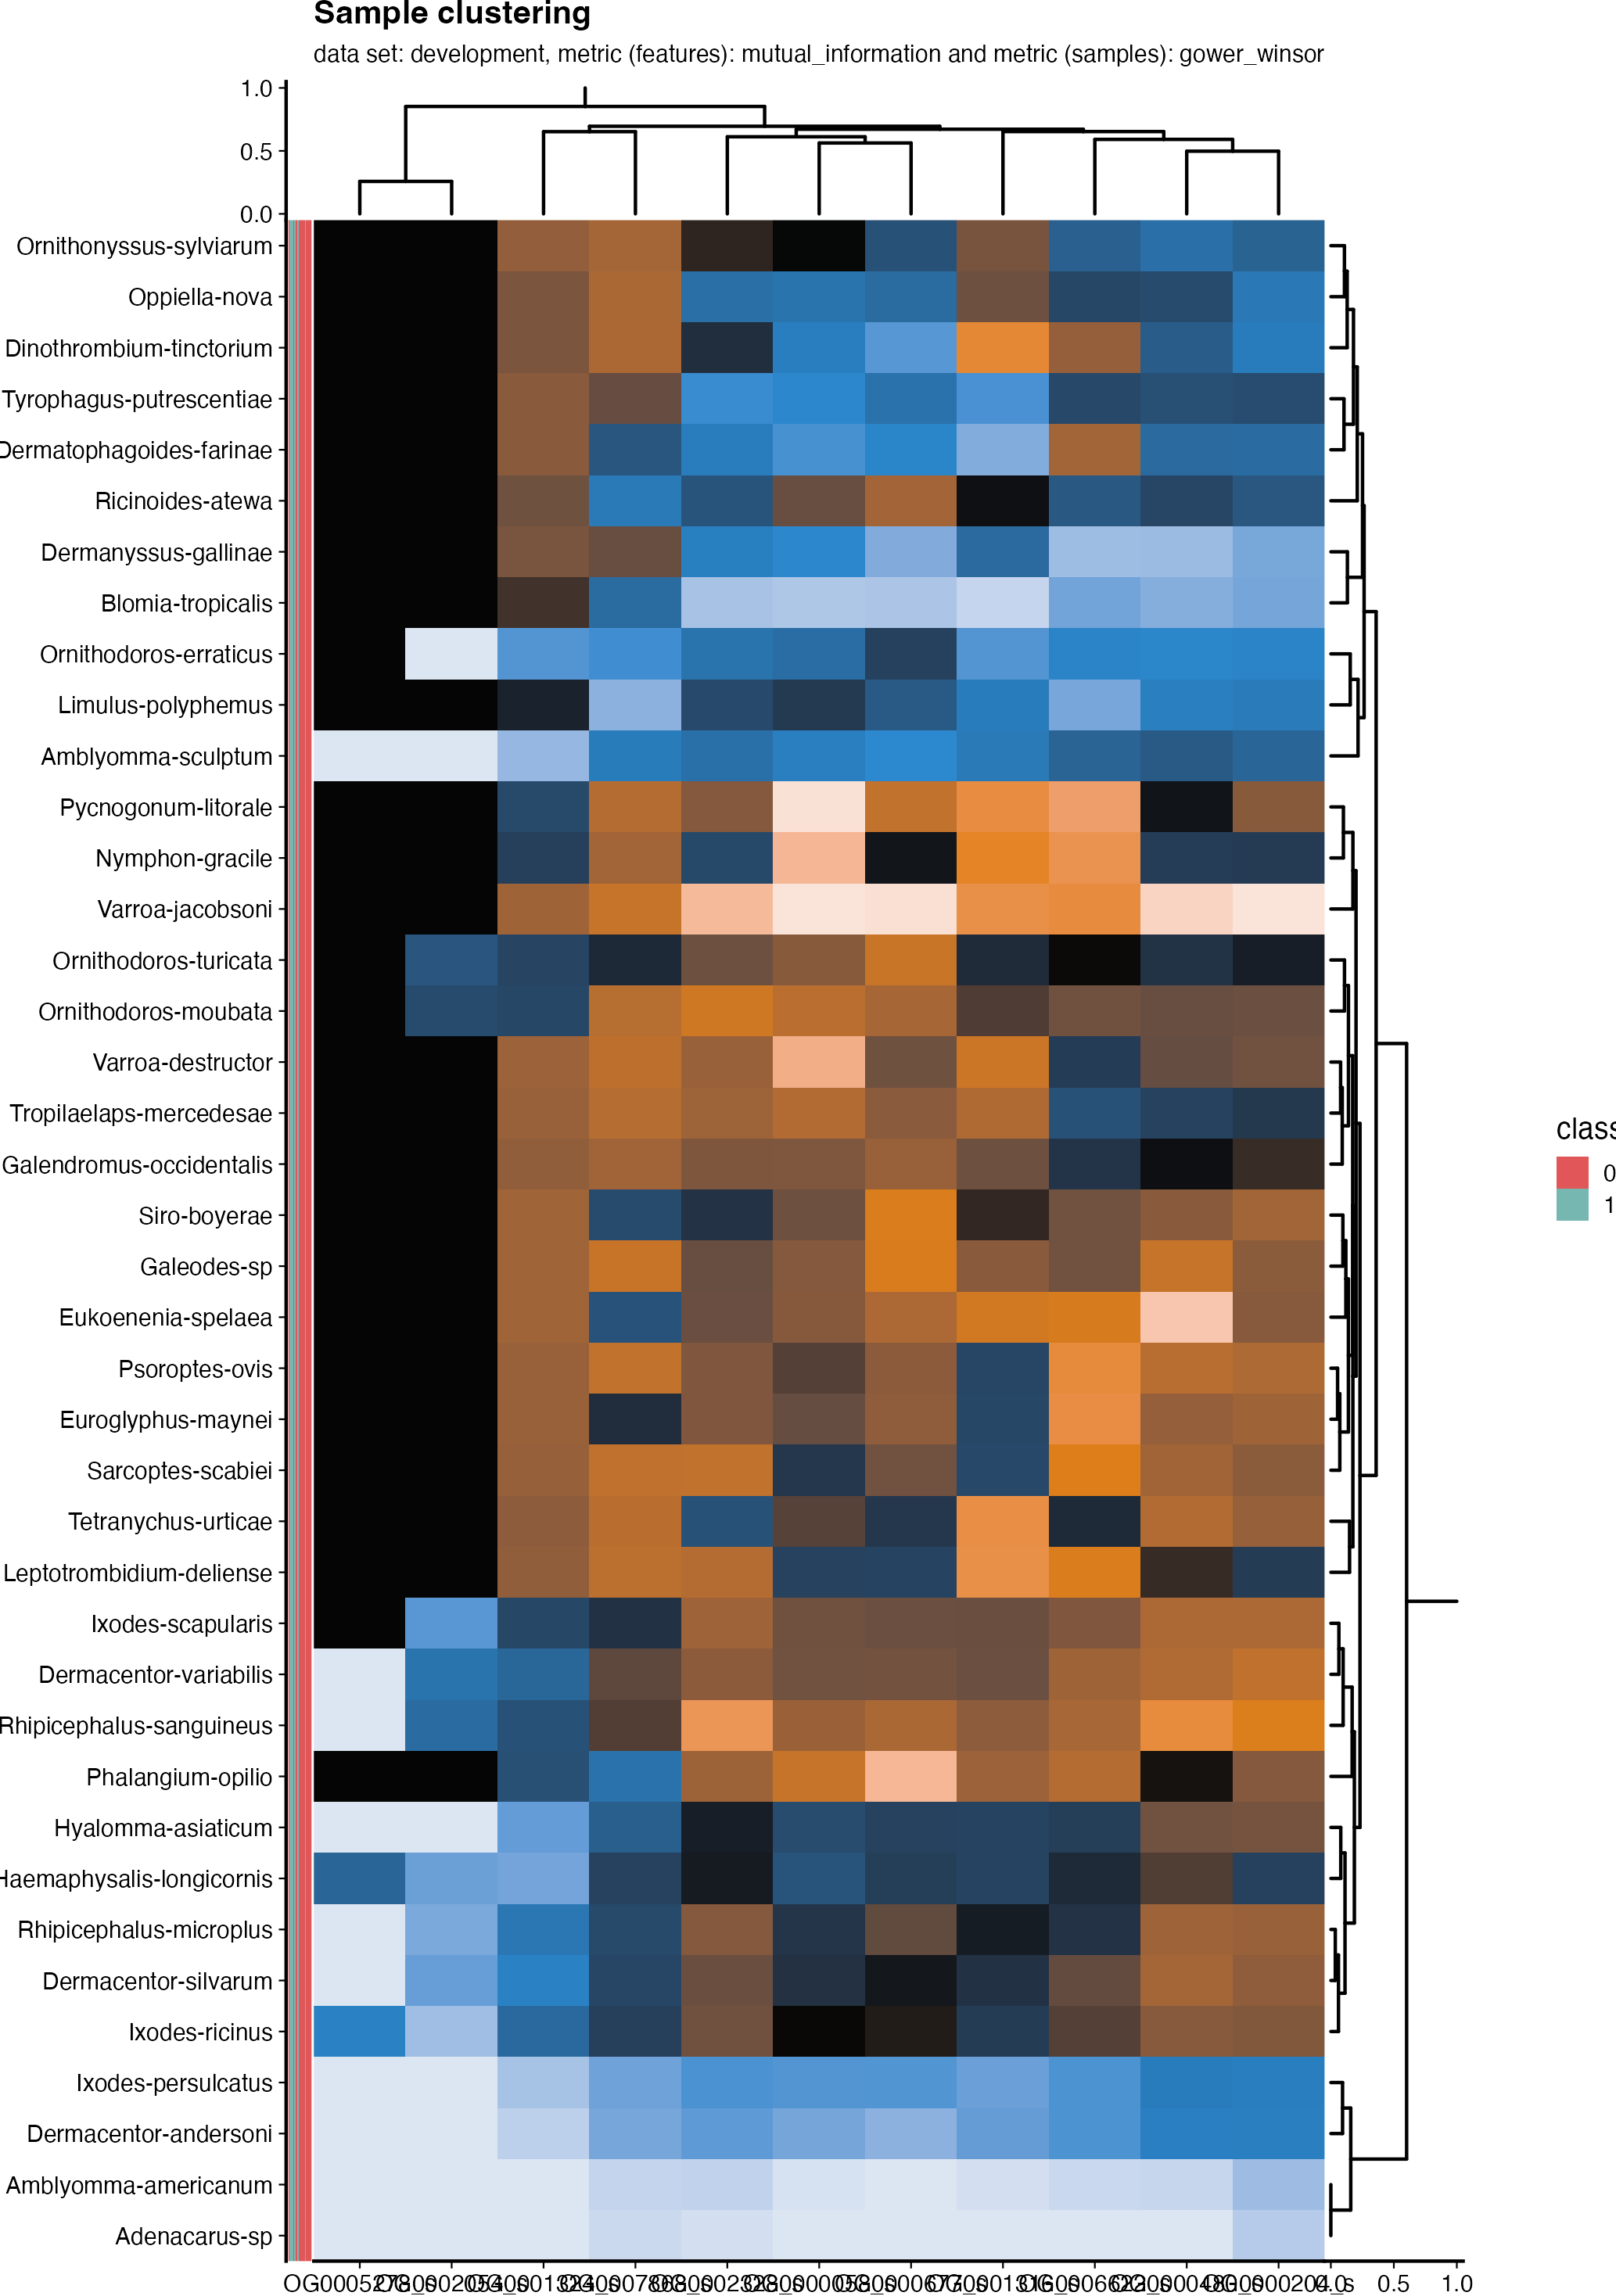 Sample clustering
data set: development, metric (features): mutual_information and metric (samples): gower_winsor
1.0
0.5
0.0
Ornithonyssus-sylviarum
Oppiella-nova
Dinothrombium-tinctorium
Tyrophagus-putrescentiae
Dermatophagoides-farinae
Ricinoides-atewa
Dermanyssus-gallinae
Blomia-tropicalis
Ornithodoros-erraticus
Limulus-polyphemus
Amblyomma-sculptum
Pycnogonum-litorale
Nymphon-gracile
Varroa-jacobsoni
Ornithodoros-turicata
Ornithodoros-moubata
Varroa-destructor
Tropilaelaps-mercedesae
Galendromus-occidentalis
class
0
1
Siro-boyerae
Galeodes-sp
Eukoenenia-spelaea
Psoroptes-ovis
Euroglyphus-maynei
Sarcoptes-scabiei
Tetranychus-urticae
Leptotrombidium-deliense
Ixodes-scapularis
Dermacentor-variabilis
Rhipicephalus-sanguineus
Phalangium-opilio
Hyalomma-asiaticum
Haemaphysalis-longicornis
Rhipicephalus-microplus
Dermacentor-silvarum
Ixodes-ricinus
Ixodes-persulcatus
Dermacentor-andersoni
Amblyomma-americanum
Adenacarus-sp
0.5 1.0